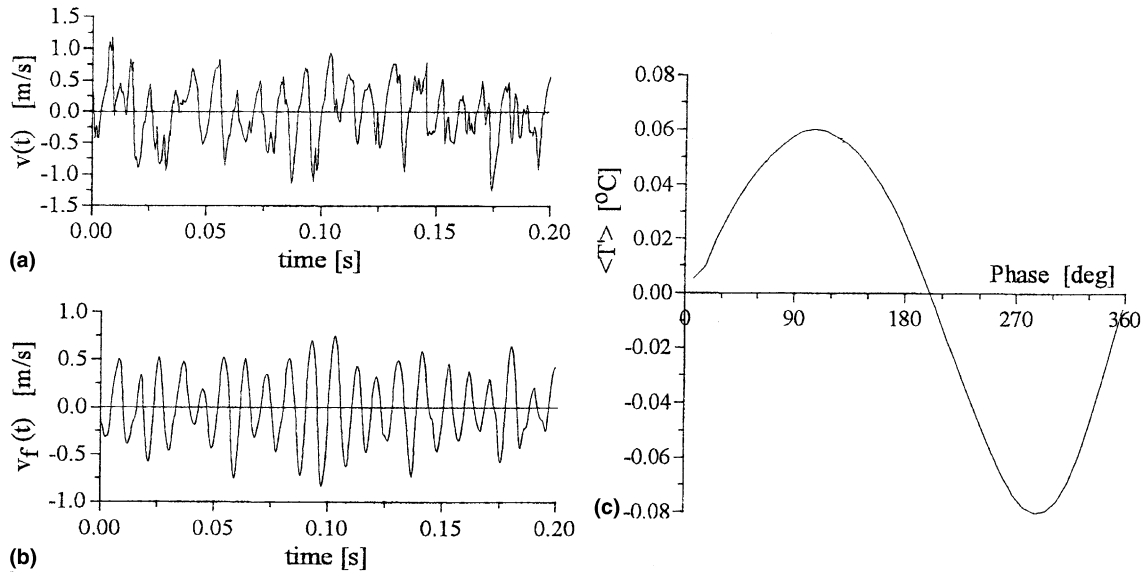 1.5
1.0
0.5
0.0
-0.5
-1.0
-1.5
v(t) [m/s]
0.00 0.05 0.10 0.15 0.20
time [s]
(a)
1.0
0.5
0.0
-0.5
-1.0
v_f(t) [m/s]
0.00 0.05 0.10 0.15 0.20
time [s]
(b)
0.08
0.06
0.04
0.02
0.00
-0.02
-0.04
-0.06
-0.08
<T'> [°C]
Phase [deg]
0 90 180 270 360
(c)